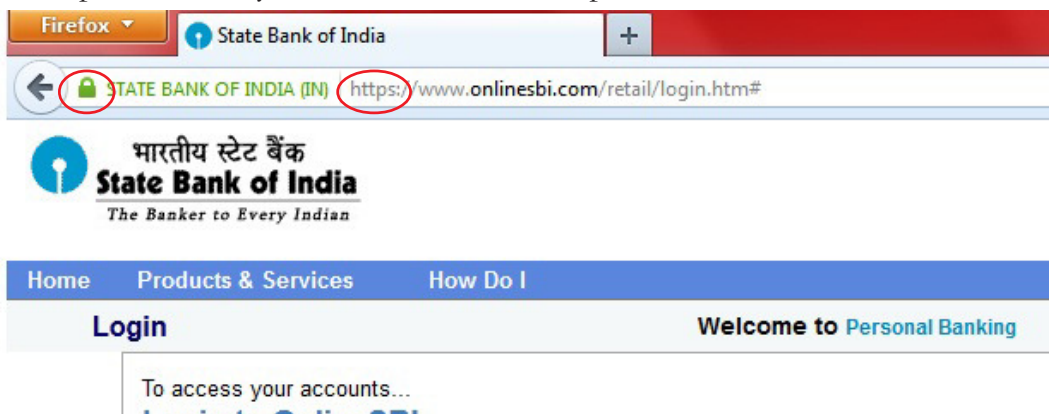 Firefox
State Bank of India
+
STATE BANK OF INDIA (IN) https://www.onlinesbi.com/retail/login.htm#
भारतीय स्टेट बैंक
State Bank of India
The Banker to Every Indian
Home Products & Services How Do I
Login Welcome to Personal Banking
To access your accounts...